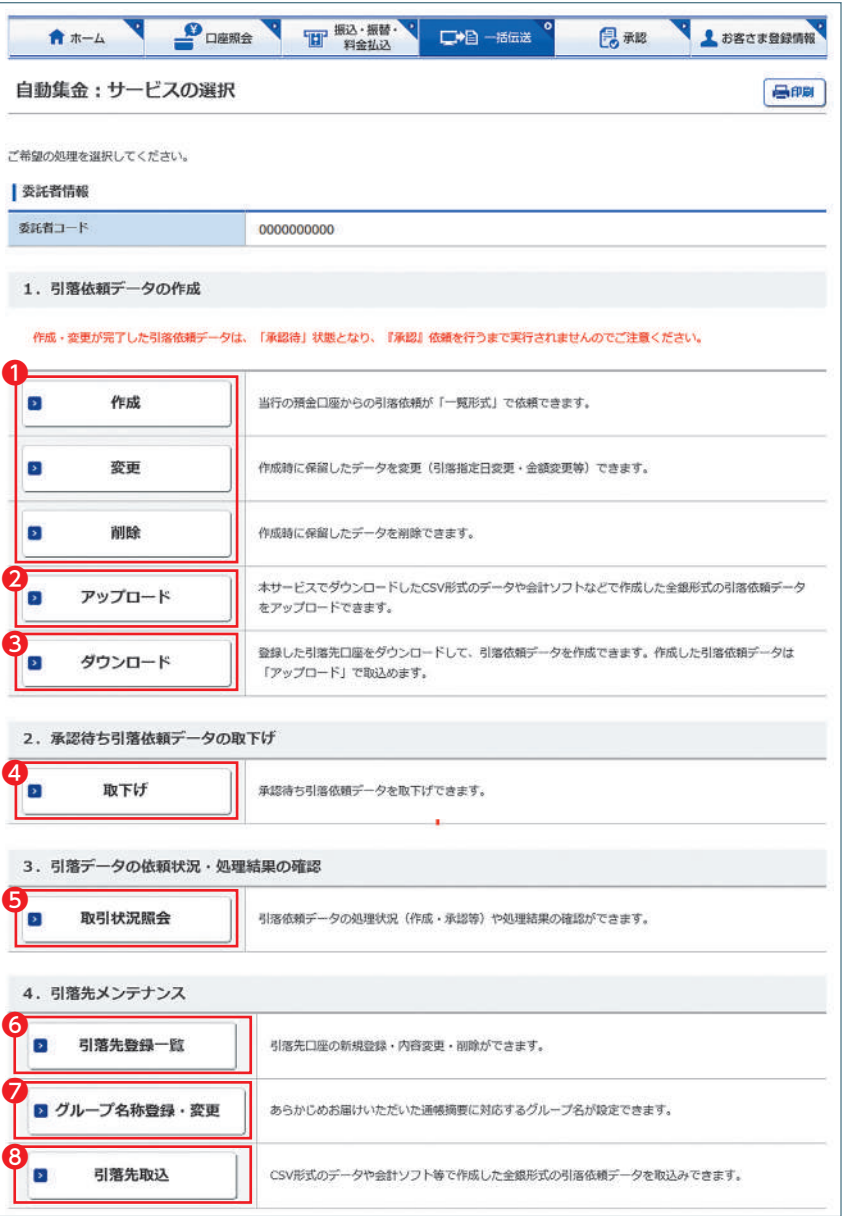 ホーム
口座照会
振込・振替・
料金払込
一括伝送
承認
お客さま登録情報
自動集金：サービスの選択
印刷
ご希望の処理を選択してください。
委託者情報
委託者コード 0000000000
1．引落依頼データの作成
作成・変更が完了した引落依頼データは、「承認待」状態となり、『承認』依頼を行うまで実行されませんのでご注意ください。
1
作成 当行の預金口座からの引落依頼が「一覧形式」で依頼できます。
変更 作成時に保留したデータを変更（引落指定日変更・金額変更等）できます。
削除 作成時に保留したデータを削除できます。
2
アップロード 本サービスでダウンロードしたCSV形式のデータや会計ソフトなどで作成した全銀形式の引落依頼データ
をアップロードできます。
3
ダウンロード 登録した引落先口座をダウンロードして、引落依頼データを作成できます。作成した引落依頼データは
「アップロード」で取込めます。
2．承認待ち引落依頼データの取下げ
4
取下げ 承認待ち引落依頼データを取下げできます。
3．引落データの依頼状況・処理結果の確認
5
取引状況照会 引落依頼データの処理状況（作成・承認等）や処理結果の確認ができます。
4．引落先メンテナンス
6
引落先登録一覧 引落先口座の新規登録・内容変更・削除ができます。
7
グループ名称登録・変更 あらかじめお届けいただいた通帳摘要に対応するグループ名が設定できます。
8
引落先取込 CSV形式のデータや会計ソフト等で作成した全銀形式の引落依頼データを取込みできます。